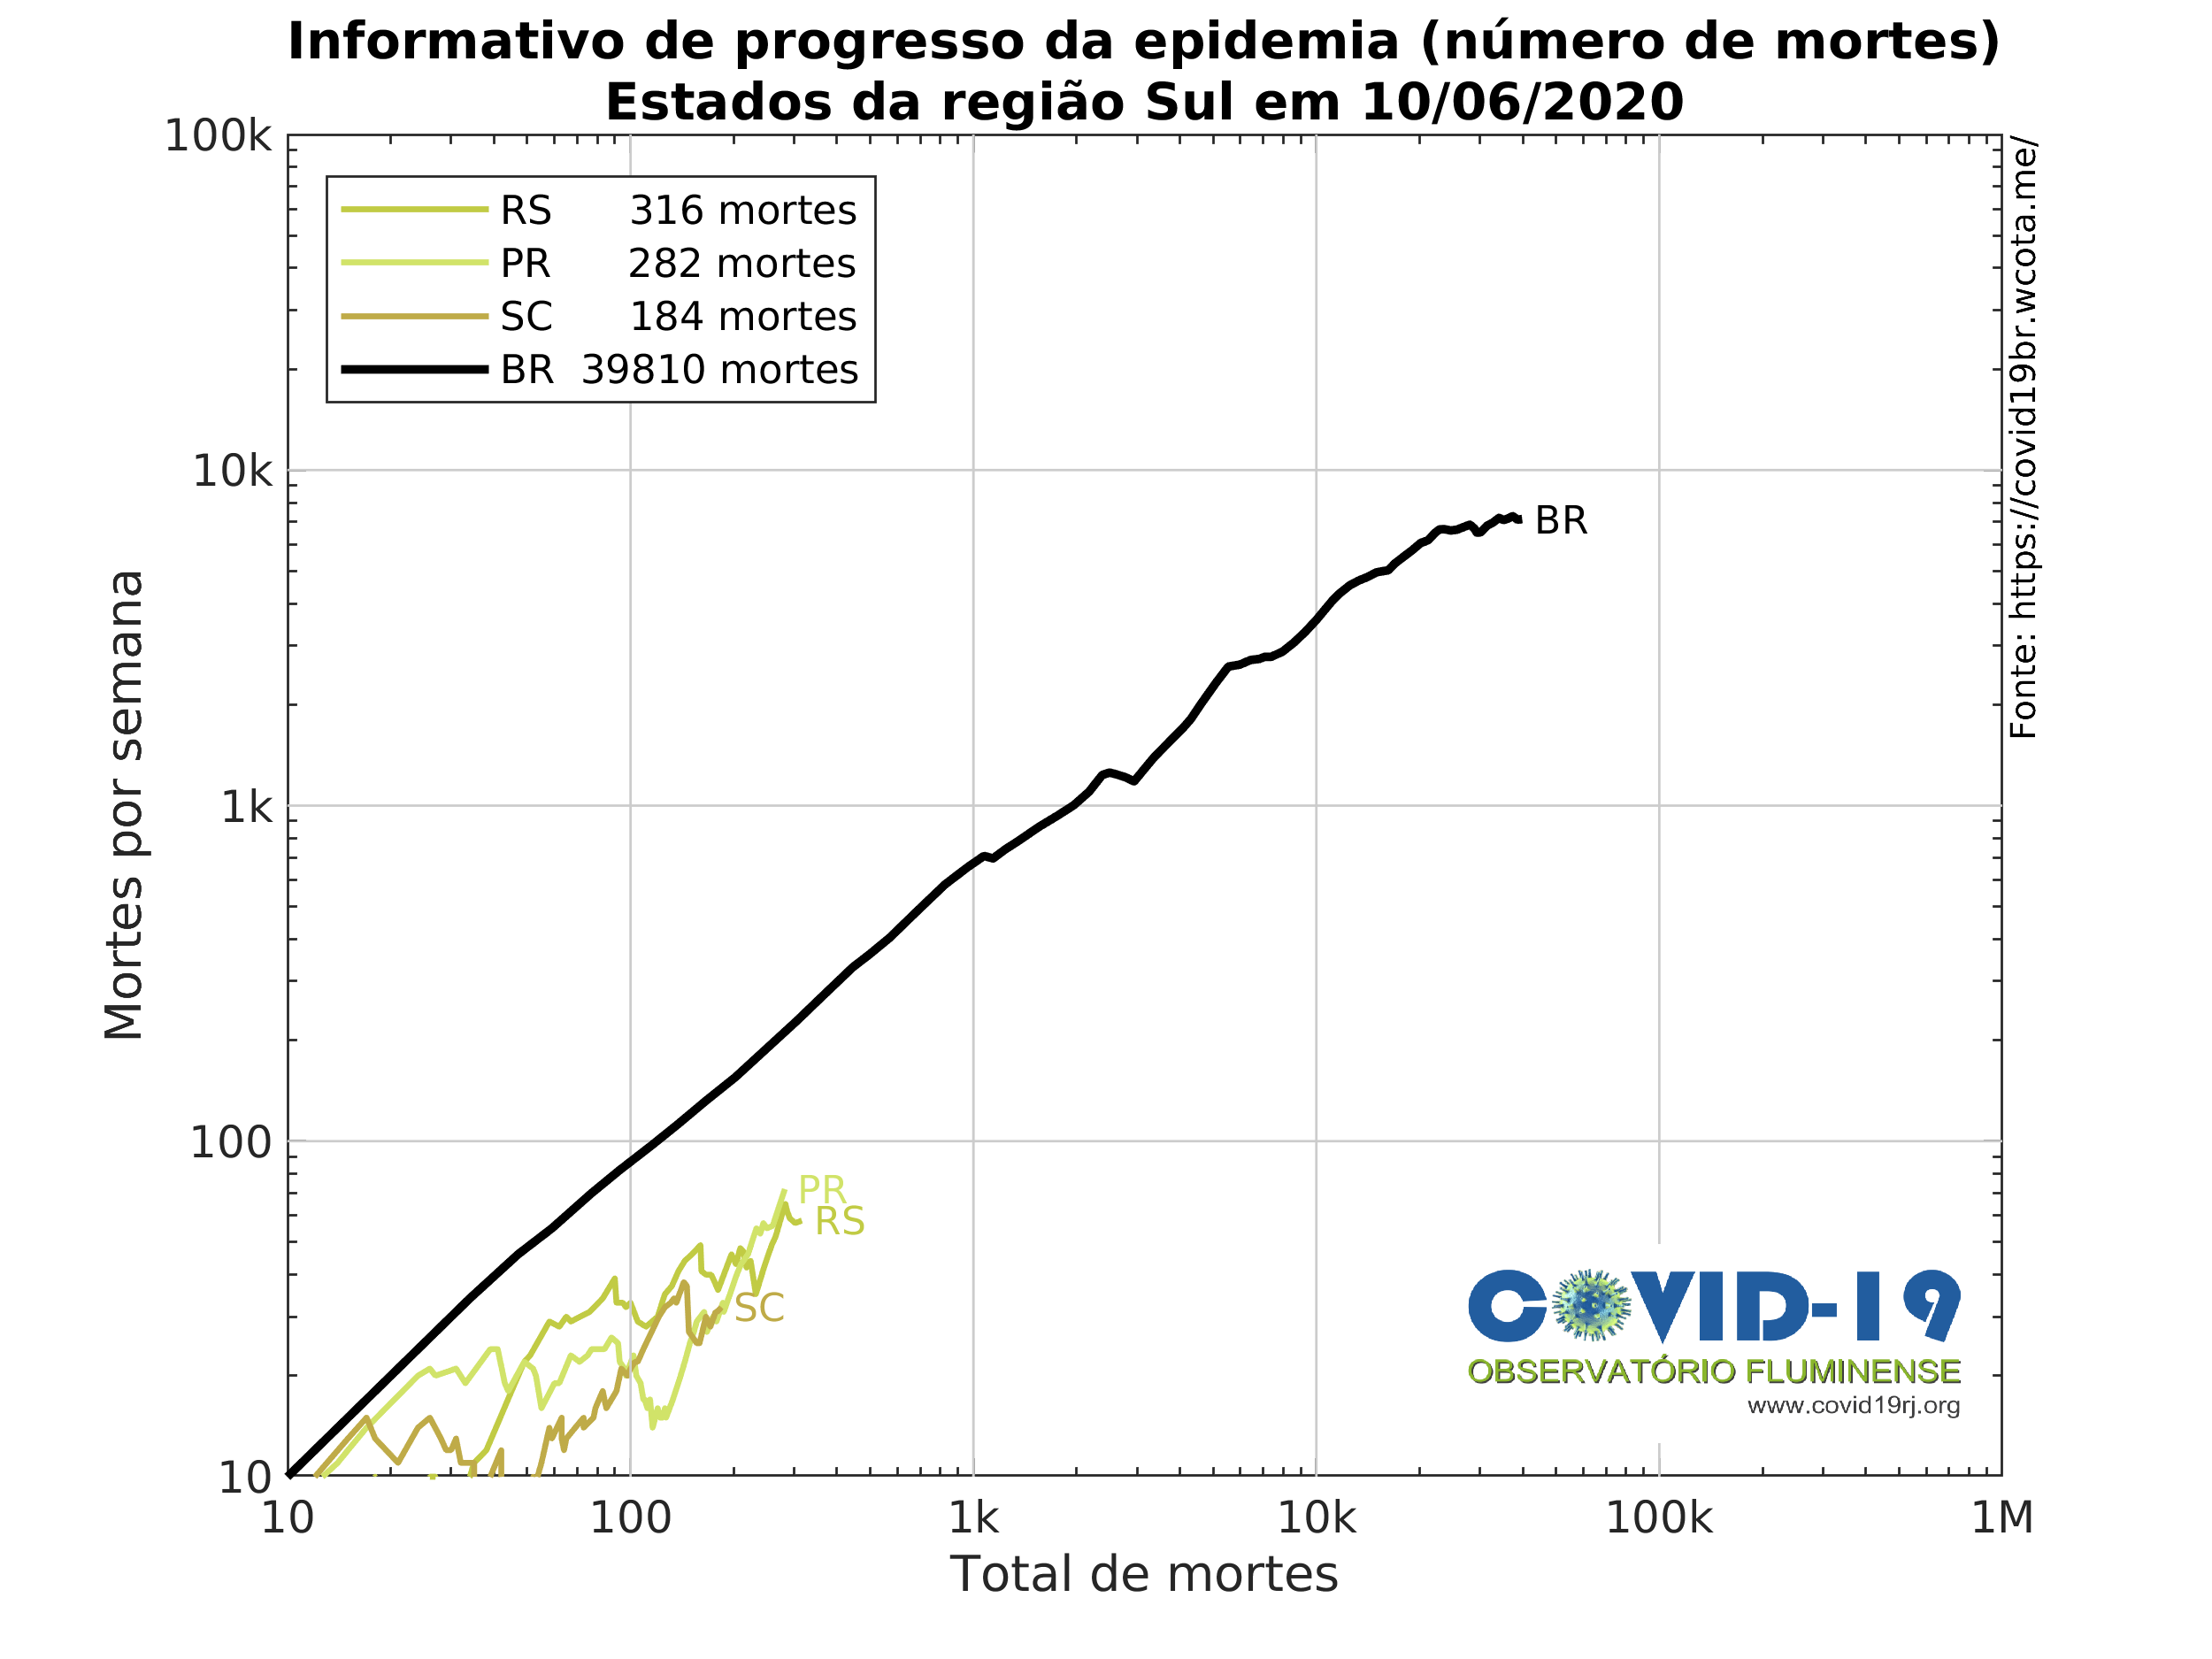 Informativo de progresso da epidemia (número de mortes)
Estados da região Sul em 10/06/2020
100k
10k
1k
100
10
Mortes por semana
RS 316 mortes
PR 282 mortes
SC 184 mortes
BR 39810 mortes
BR
PR
RS
SC
Fonte: https://covid19br.wcota.me/
COVID-19
OBSERVATÓRIO FLUMINENSE
www.covid19rj.org
10 100 1k 10k 100k 1M
Total de mortes